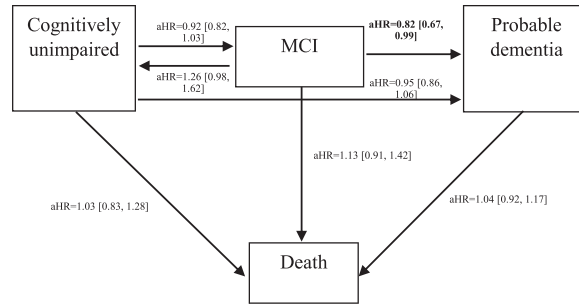 Cognitively
unimpaired
aHR=0.92 [0.82,
1.03]
MCI
aHR=0.82 [0.67,
0.99]
Probable
dementia
aHR=1.26 [0.98,
1.62]
aHR=0.95 [0.86,
1.06]
aHR=1.13 [0.91, 1.42]
aHR=1.03 [0.83, 1.28]
aHR=1.04 [0.92, 1.17]
Death